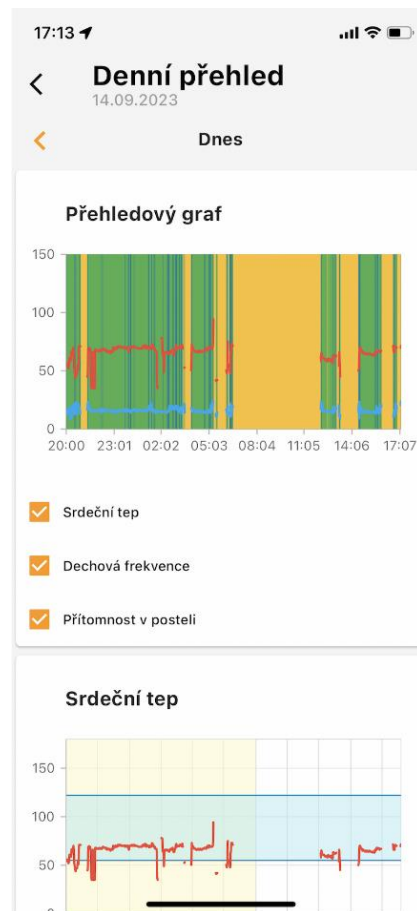 17:13
Denní přehled
14.09.2023
Dnes
Přehledový graf
150
100
50
0
20:00 23:01 02:02 05:03 08:04 11:05 14:06 17:07
Srdeční tep
Dechová frekvence
Přítomnost v posteli
Srdeční tep
150
100
50
0